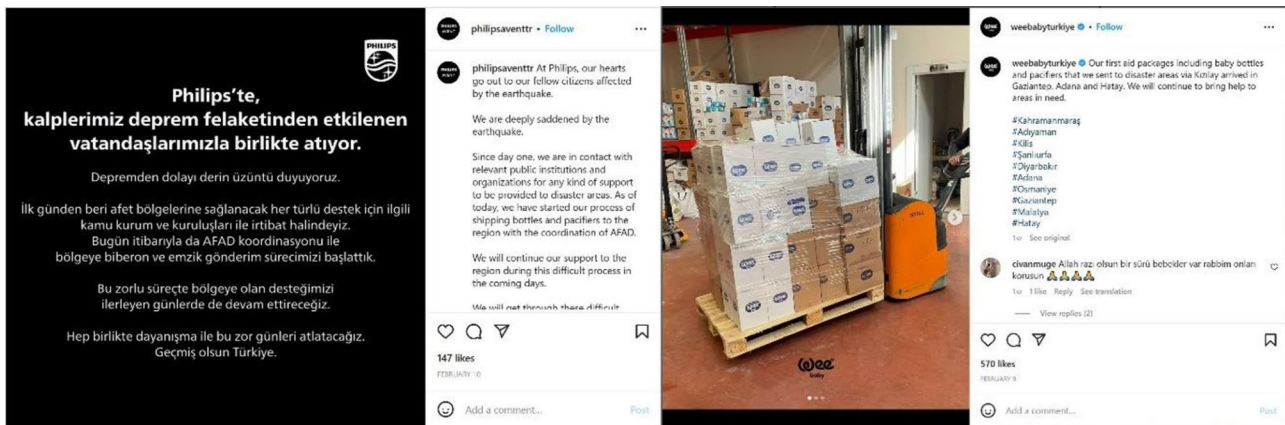 PHILIPS
Philips'te,
kalplerimiz deprem felaketinden etkilenen
vatandaşlarımızla birlikte atıyor.
Depremden dolayı derin üzüntü duyuyoruz.
İlk günden beri afet bölgelerine sağlanacak her türlü destek için ilgili
kamu kurum ve kuruluşları ile irtibat halindeyiz.
Bugün itibarıyla da AFAD koordinasyonu ile
bölgeye biberon ve emzik gönderim sürecimizi başlattık.
Bu zorlu süreçte bölgeye olan desteğimizi
ilerleyen günlerde de devam ettireceğiz.
Hep birlikte dayanışma ile bu zor günleri atlatacağız.
Geçmiş olsun Türkiye.
philipsaventtr • Follow
philipsaventtr At Philips, our hearts
go out to our fellow citizens affected
by the earthquake.
We are deeply saddened by the
earthquake.
Since day one, we are in contact with
relevant public institutions and
organizations for any kind of support
to be provided to disaster areas. As of
today, we have started our process of
shipping bottles and pacifiers to the
region with the coordination of AFAD.
We will continue our support to the
region during this difficult process in
the coming days.
We will get through these difficult
147 likes
FEBRUARY 10
Add a comment...
Post
STILL
wee
baby
weebabyturkiye • Follow
weebabyturkiye Our first aid packages including baby bottles
and pacifiers that we sent to disaster areas via Kızılay arrived in
Gaziantep, Adana and Hatay. We will continue to bring help to
areas in need.
#Kahramanmaraş
#Adıyaman
#Kilis
#Şanlıurfa
#Diyarbakır
#Adana
#Osmaniye
#Gaziantep
#Malatya
#Hatay
1w See original
civanmuge Allah razı olsun bir sürü bebekler var rabbim onları
korusun 🙏🙏🙏🙏
1w 1 like Reply See translation
View replies (2)
570 likes
FEBRUARY 9
Add a comment...
Post